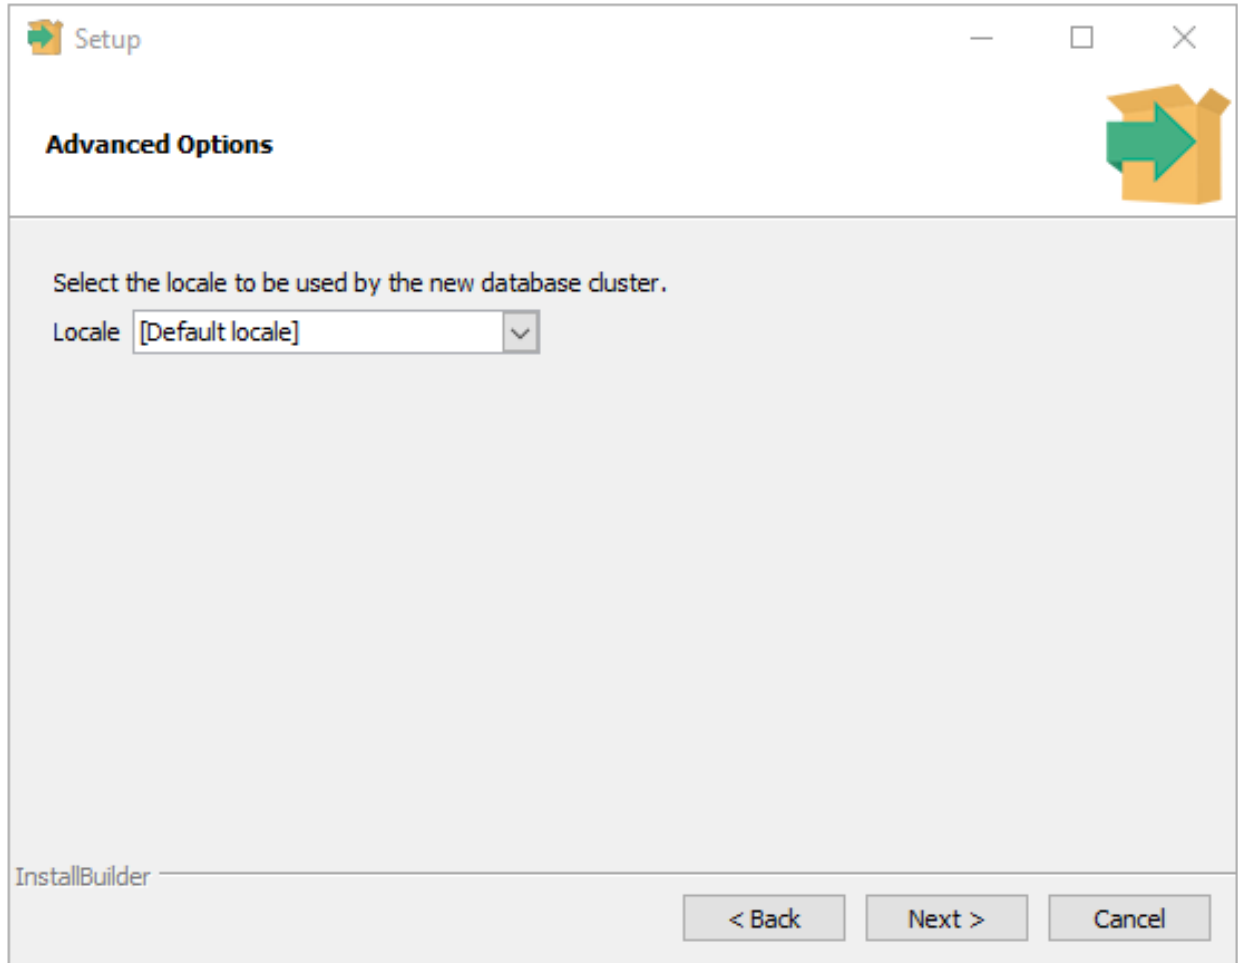 Setup
Advanced Options
Select the locale to be used by the new database cluster.
Locale [Default locale]
InstallBuilder
< Back Next > Cancel